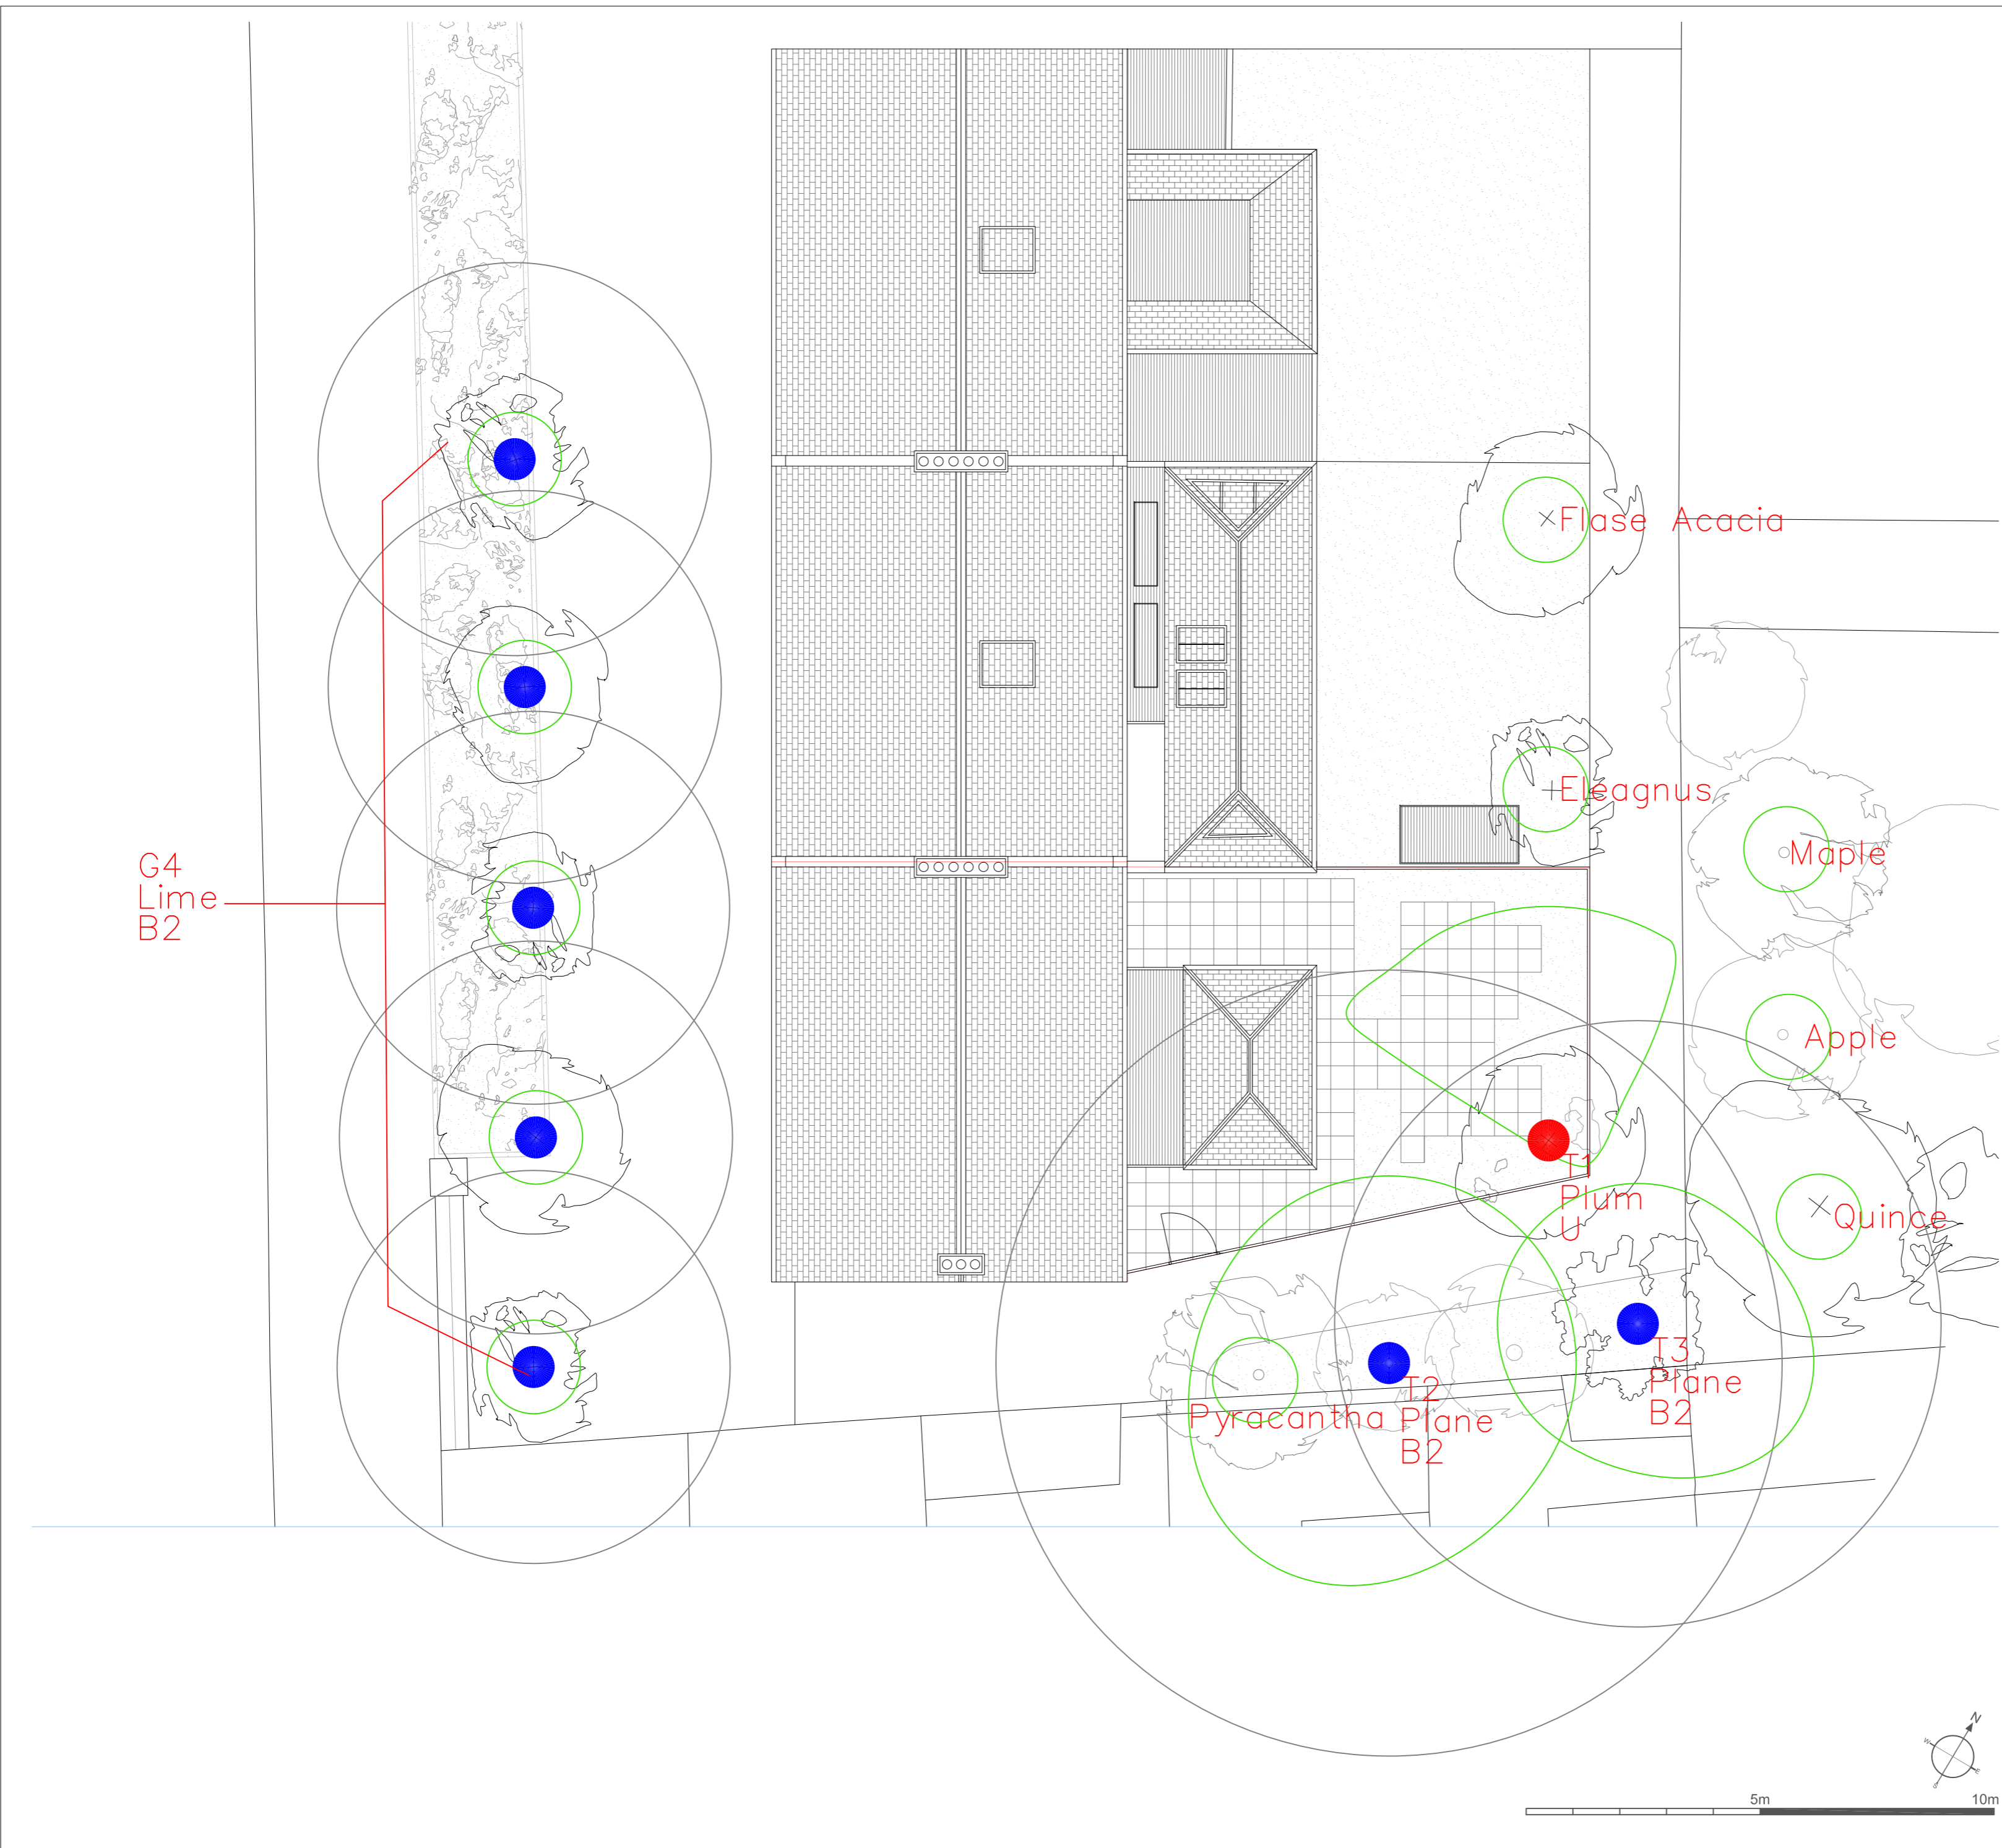 Flase Acacia
Eleagnus
G4
Lime
B2
Maple
Apple
T1
Plum
U
Quince
T3
Plane
B2
T2
Pyracantha Plane
B2
N
W
E
S
5m 10m